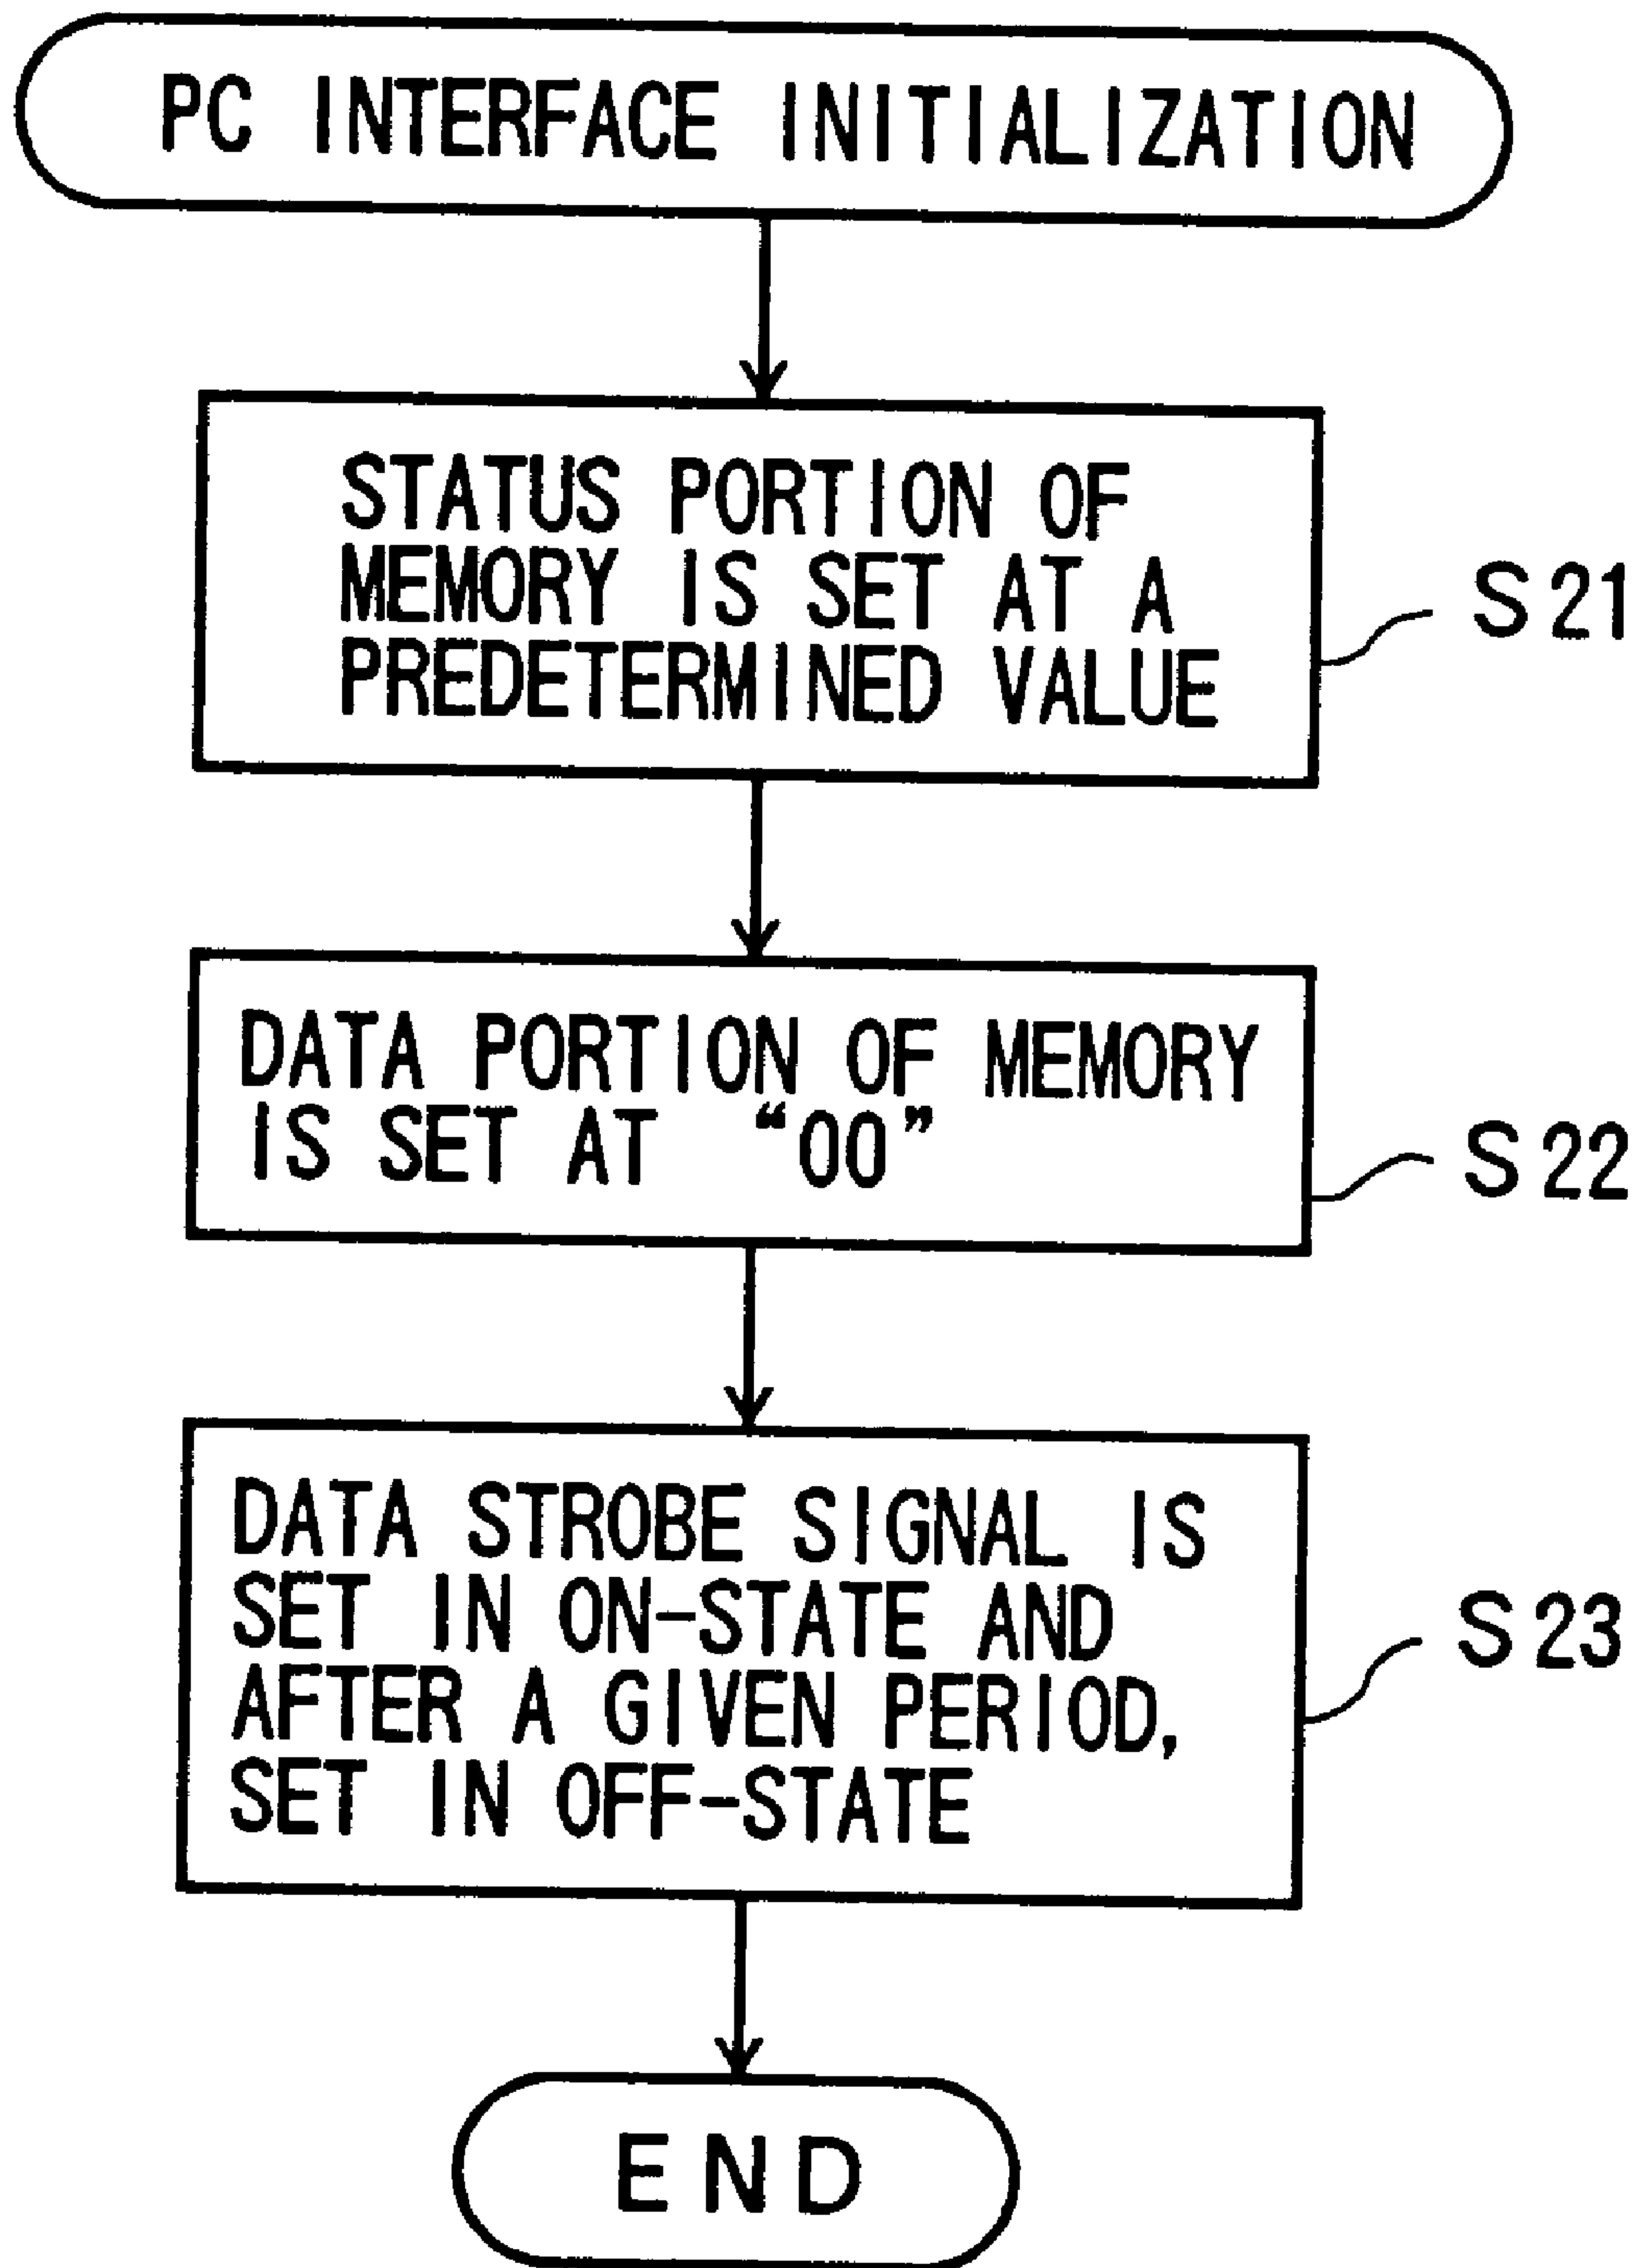 PC INTERFACE INITIALIZATION
STATUS PORTION OF
MEMORY IS SET AT A
PREDETERMINED VALUE
S21
DATA PORTION OF MEMORY
IS SET AT “00”
S22
DATA STROBE SIGNAL IS
SET IN ON-STATE AND
AFTER A GIVEN PERIOD,
SET IN OFF-STATE
S23
END